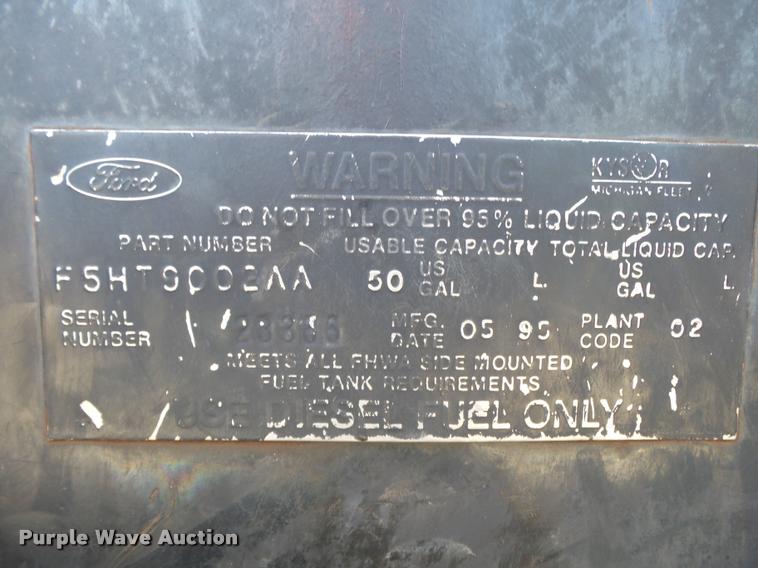 Ford
WARNING
KYSOR
MICHIGAN FLEET
DO NOT FILL OVER 95% LIQUID CAPACITY
PART NUMBER USABLE CAPACITY TOTAL LIQUID CAP.
F5HT9002AA 50 US GAL L. US GAL L.
SERIAL NUMBER MFG. DATE 05 95 PLANT CODE 02
MEETS ALL FHWA SIDE MOUNTED
FUEL TANK REQUIREMENTS
USE DIESEL FUEL ONLY
Purple Wave Auction